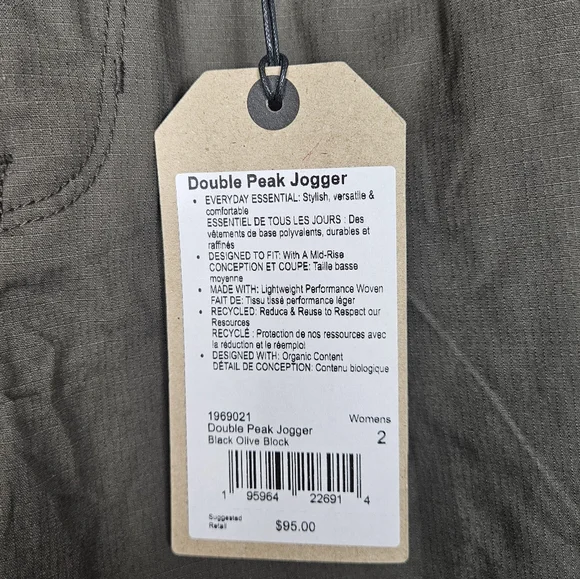 Double Peak Jogger
• EVERYDAY ESSENTIAL: Stylish, versatile &
comfortable
ESSENTIEL DE TOUS LES JOURS : Des
vêtements de base polyvalents, durables et
raffinés
• DESIGNED TO FIT: With A Mid-Rise
CONCEPTION ET COUPE: Taille basse
moyenne
• MADE WITH: Lightweight Performance Woven
FAIT DE: Tissu tissé performance léger
• RECYCLED: Reduce & Reuse to Respect our
Resources
RECYCLÉ : Protection de nos ressources avec
la réduction et le réemploi
• DESIGNED WITH: Organic Content
DÉTAIL DE CONCEPTION: Contenu biologique
1969021 Womens
Double Peak Jogger 2
Black Olive Block
1 95964 22691 4
Suggested
Retail $95.00